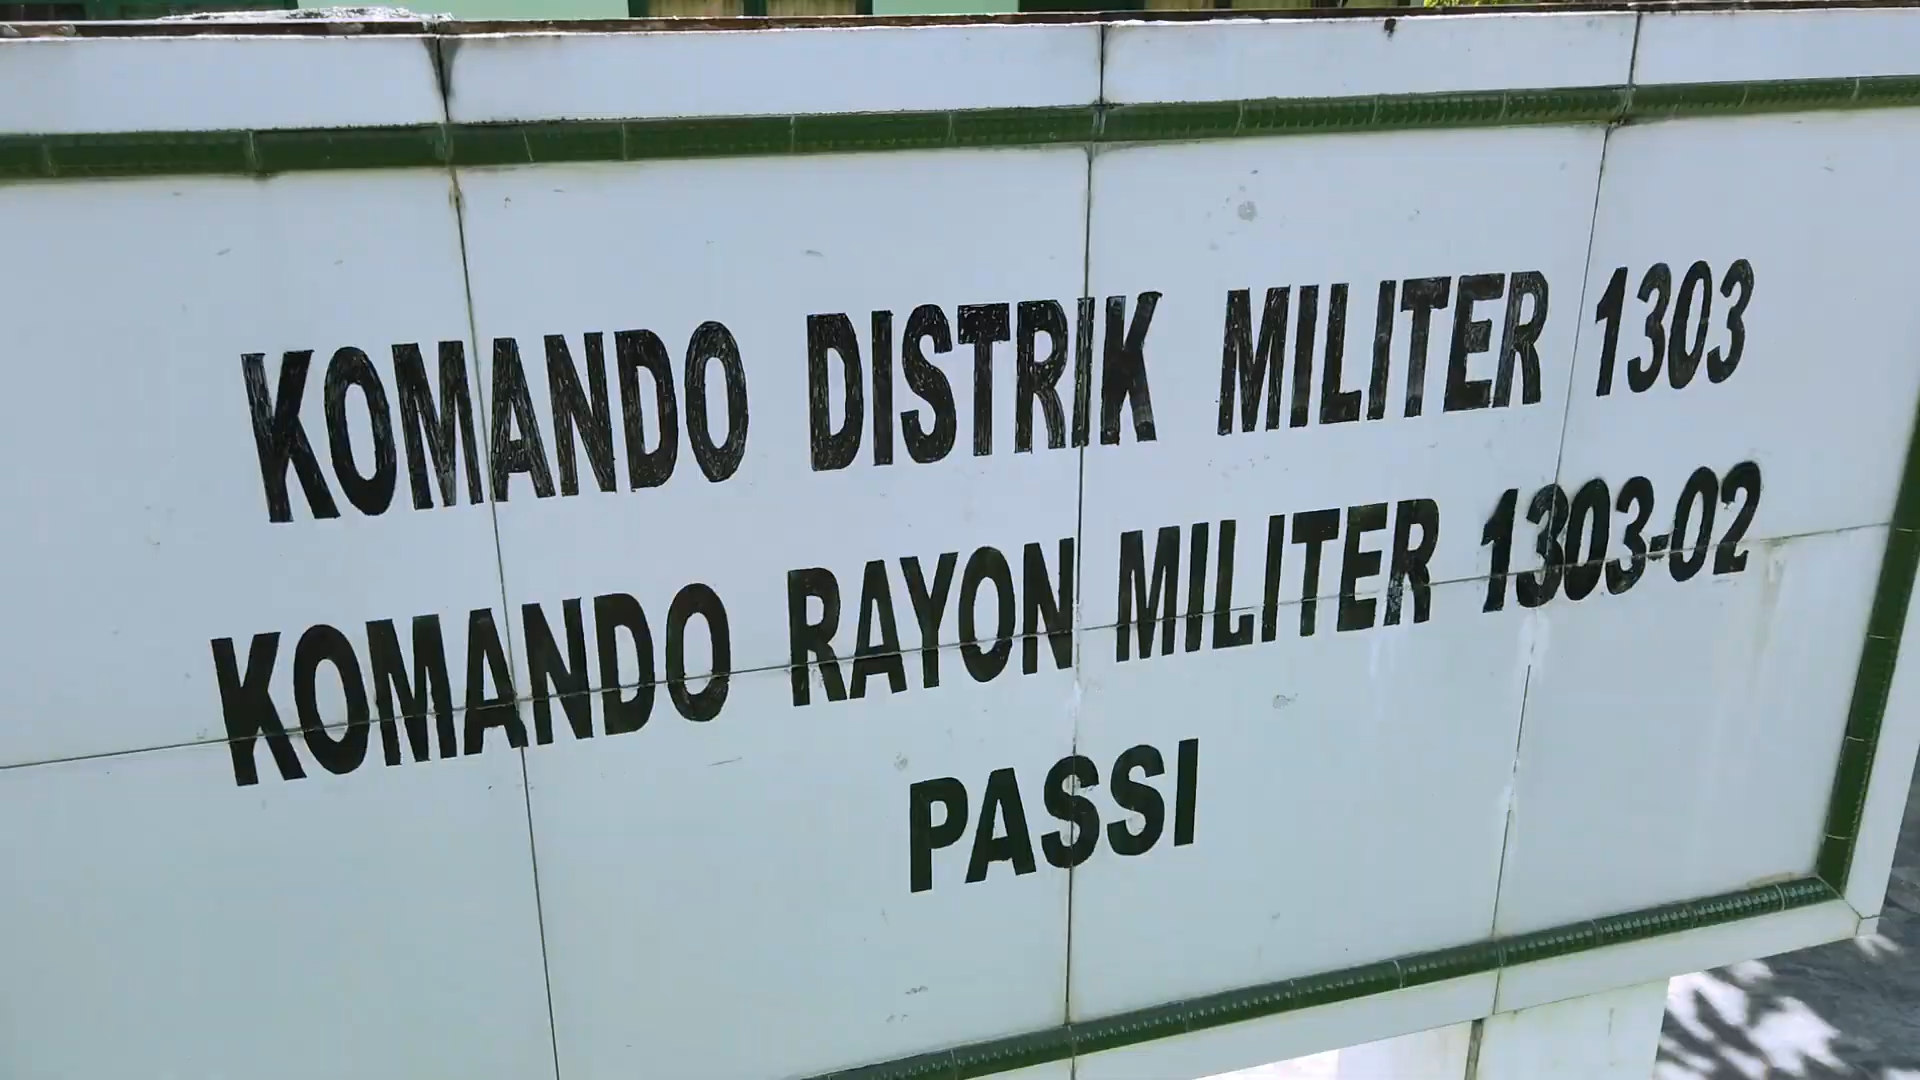 KOMANDO DISTRIK MILITER 1303
KOMANDO RAYON MILITER 1303-02
PASSI